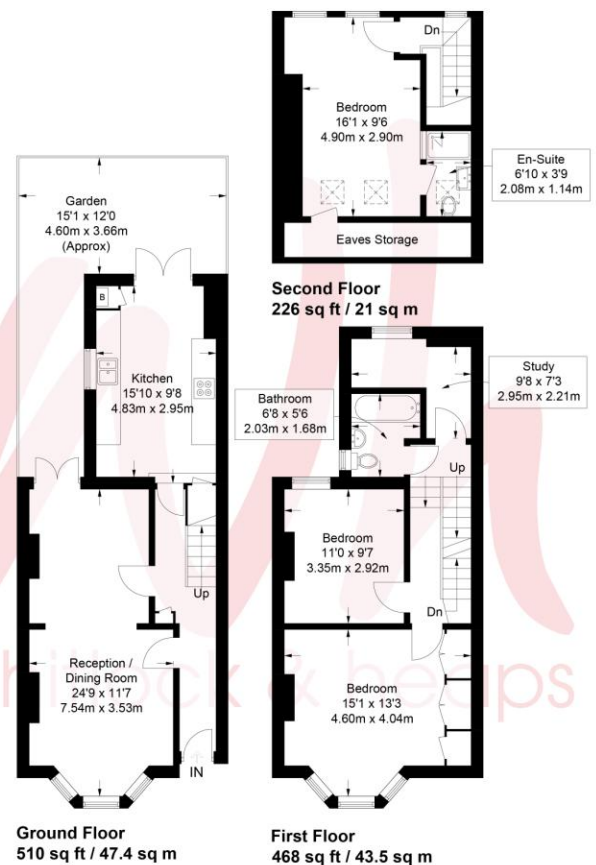 Dn
Bedroom
16'1 x 9'6
4.90m x 2.90m
En-Suite
6'10 x 3'9
2.08m x 1.14m
Eaves Storage
Second Floor
226 sq ft / 21 sq m
Garden
15'1 x 12'0
4.60m x 3.66m
(Approx)
B
Kitchen
15'10 x 9'8
4.83m x 2.95m
Up
Reception /
Dining Room
24'9 x 11'7
7.54m x 3.53m
IN
Ground Floor
510 sq ft / 47.4 sq m
Study
9'8 x 7'3
2.95m x 2.21m
Bathroom
6'8 x 5'6
2.03m x 1.68m
Up
Bedroom
11'0 x 9'7
3.35m x 2.92m
Dn
Bedroom
15'1 x 13'3
4.60m x 4.04m
First Floor
468 sq ft / 43.5 sq m